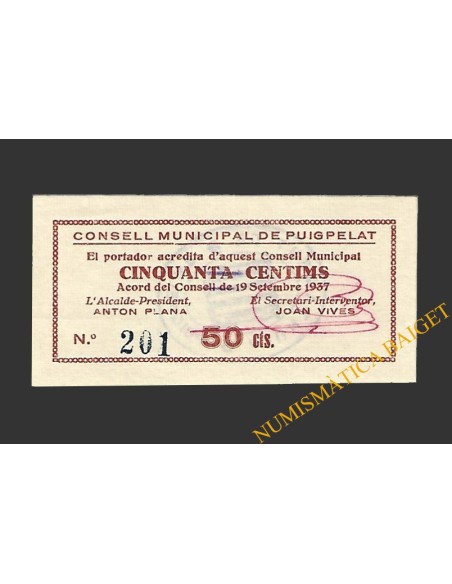 CONSELL MUNICIPAL DE PUIGPELAT
El portador acredita d'aquest Consell Municipal
CINQUANTA CENTIMS
Acord del Consell de 19 Setembre 1937
L'Alcalde-President,
ANTON PLANA
El Secretari-Interventor,
JOAN VIVES
N.º 201
50 cts.
NUMISMÀTICA BAIGET